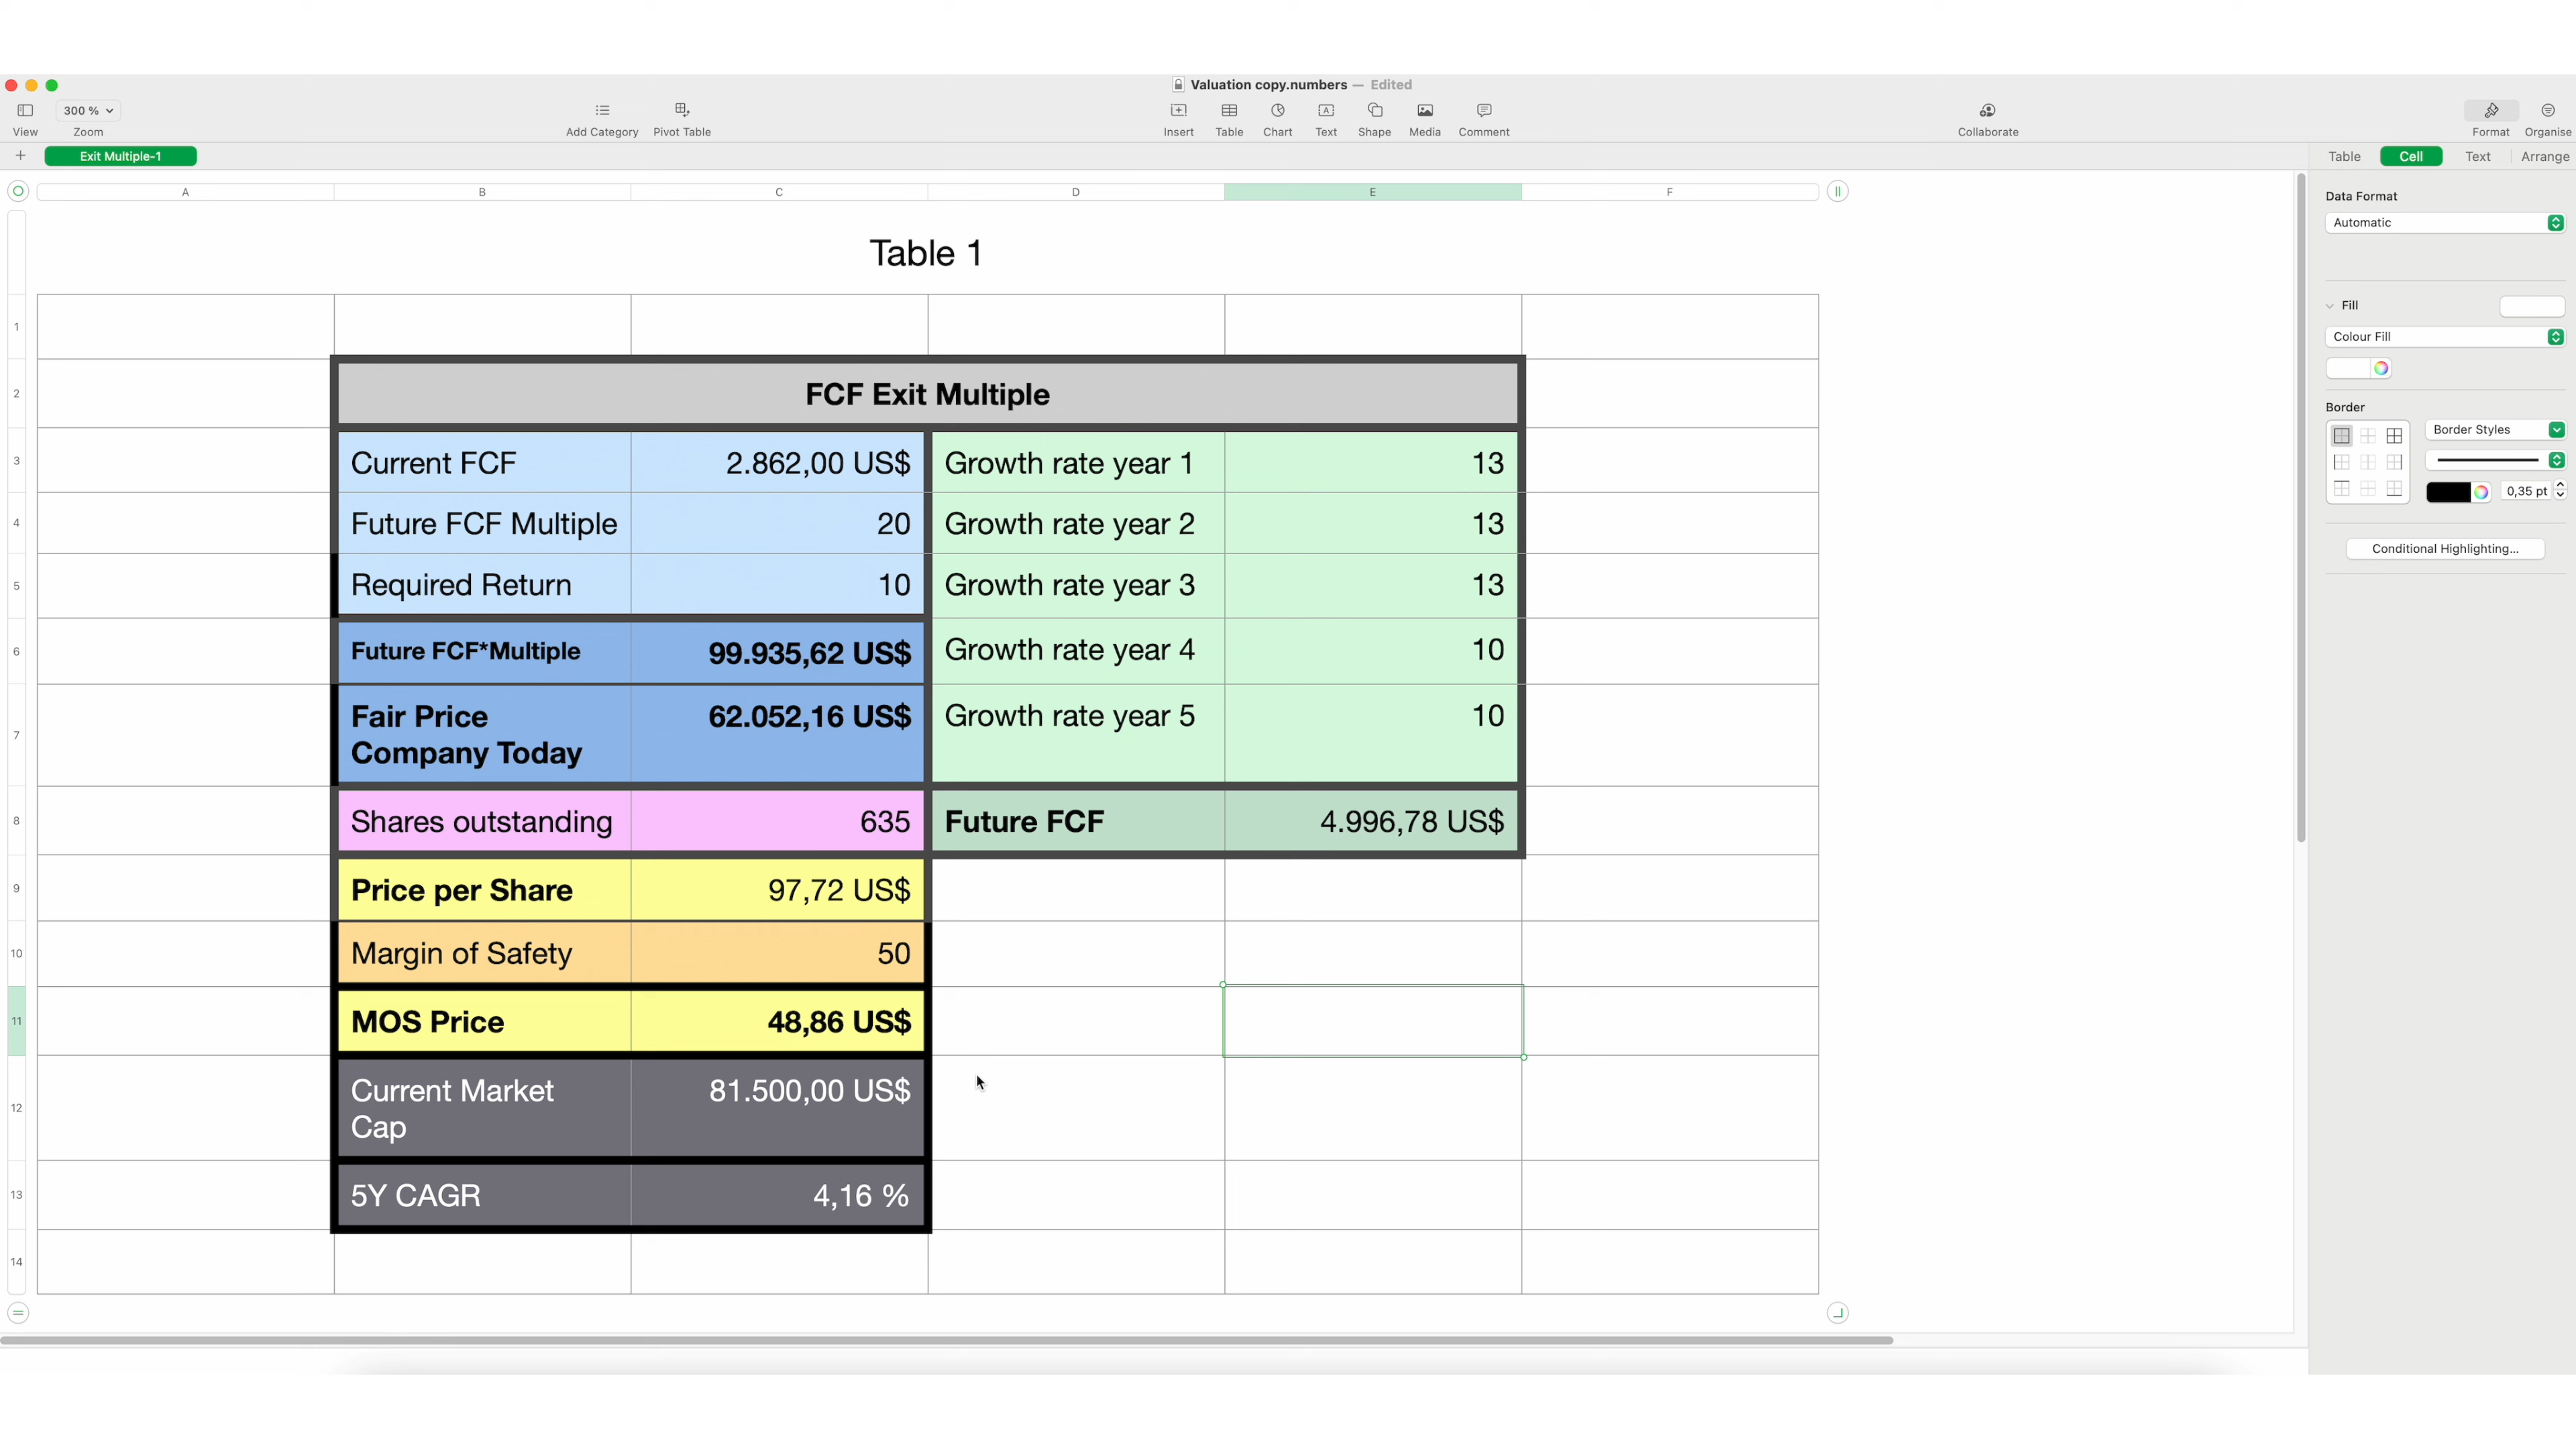 Valuation copy.numbers — Edited
300 %
View
Zoom
Add Category
Pivot Table
Insert
Table
Chart
Text
Shape
Media
Comment
Collaborate
Format
Organise
Exit Multiple-1
Table
Cell
Text
Arrange
A B C D E F
Table 1
1
2
FCF Exit Multiple
3
Current FCF 2.862,00 US$ Growth rate year 1 13
4
Future FCF Multiple 20 Growth rate year 2 13
5
Required Return 10 Growth rate year 3 13
6
Future FCF*Multiple 99.935,62 US$ Growth rate year 4 10
7
Fair Price 62.052,16 US$ Growth rate year 5 10
Company Today
8
Shares outstanding 635 Future FCF 4.996,78 US$
9
Price per Share 97,72 US$
10
Margin of Safety 50
11
MOS Price 48,86 US$
12
Current Market 81.500,00 US$
Cap
13
5Y CAGR 4,16 %
14
Data Format
Automatic
Fill
Colour Fill
Border
Border Styles
0,35 pt
Conditional Highlighting...